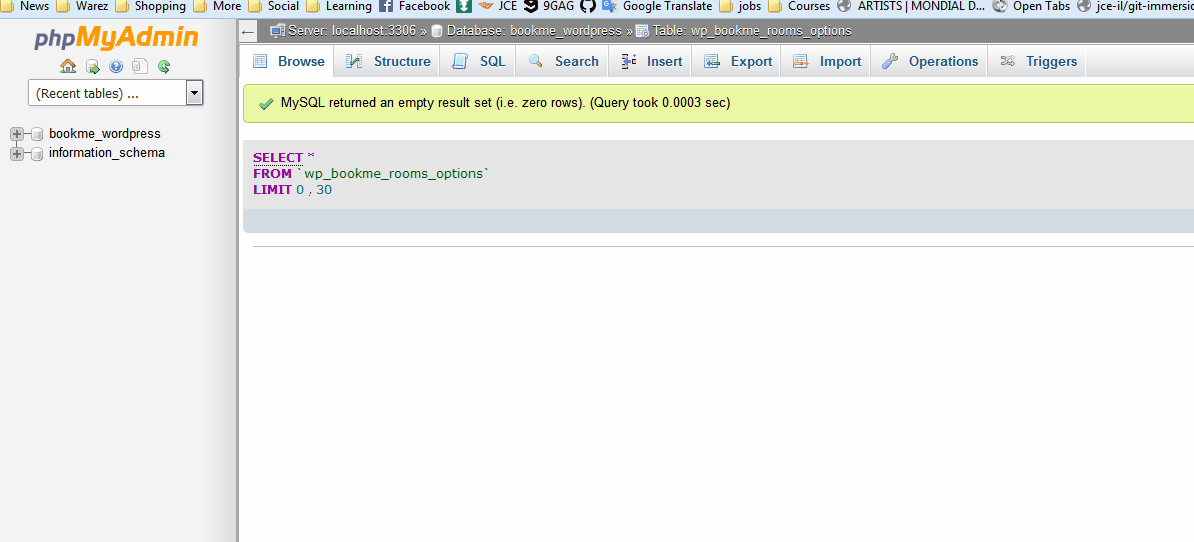 News Warez Shopping More Social Learning Facebook JCE 9GAG Google Translate jobs Courses ARTISTS | MONDIAL D... Open Tabs jce-il/git-immersic
phpMyAdmin
← Server: localhost:3306 » Database: bookme_wordpress » Table: wp_bookme_rooms_options
Browse Structure SQL Search Insert Export Import Operations Triggers
(Recent tables) ...
MySQL returned an empty result set (i.e. zero rows). (Query took 0.0003 sec)
bookme_wordpress
information_schema
SELECT *
FROM `wp_bookme_rooms_options`
LIMIT 0 , 30